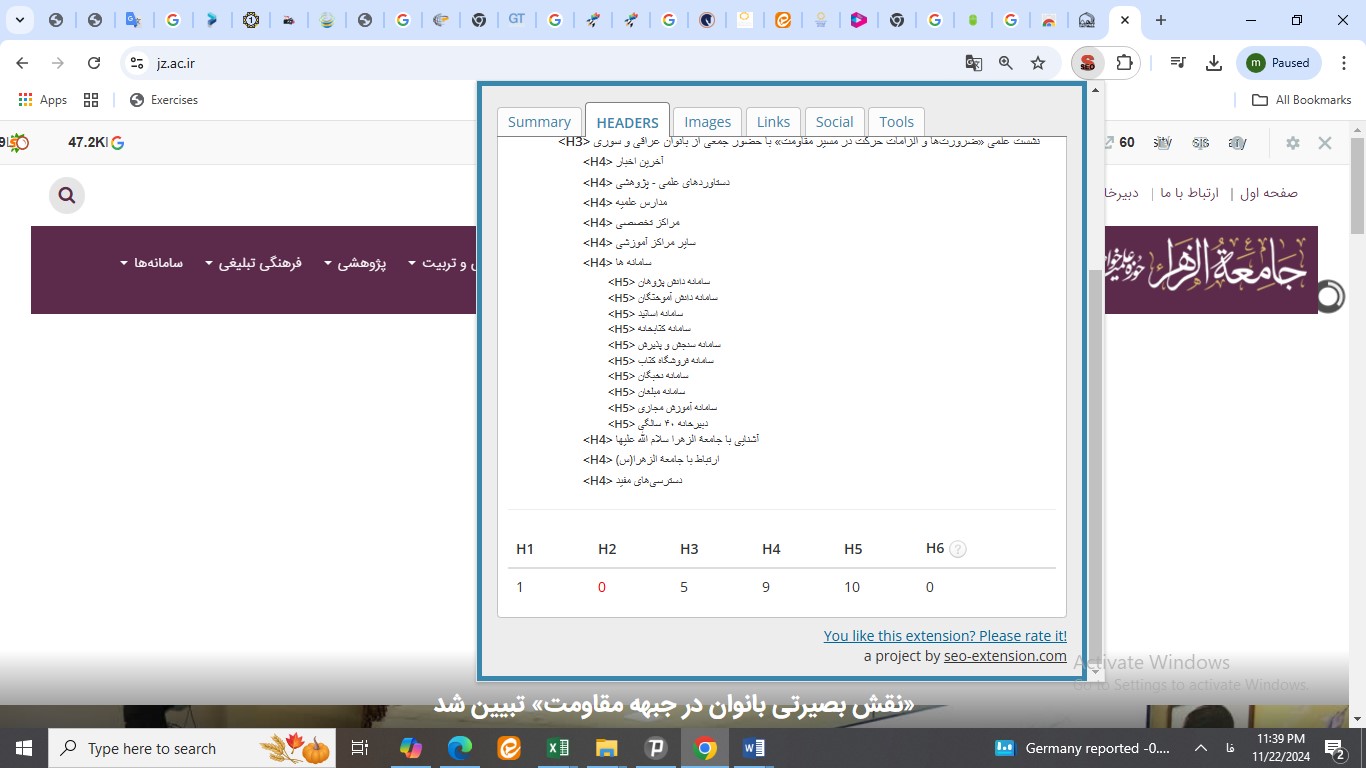 GT
jz.ac.ir
SEO
m Paused
Apps
Exercises
All Bookmarks
47.2K
60
صفحه اول | ارتباط با ما |
جامعة الزهراء
پژوهشی
فرهنگی تبلیغی
سامانه‌ها
Summary
HEADERS
Images
Links
Social
Tools
<H3> نشست علمی «ضرورت‌ها و الزامات حرکت در مسیر مقاومت» با حضور جمعی از بانوان عراقی و سوری
<H4> آخرین اخبار
<H4> دستاوردهای علمی - پژوهشی
<H4> مدارس علمیه
<H4> مراکز تخصصی
<H4> سایر مراکز آموزشی
<H4> سامانه ها
<H5> سامانه دانش پژوهان
<H5> سامانه دانش آموختگان
<H5> سامانه اساتید
<H5> سامانه کتابخانه
<H5> سامانه سنجش و پذیرش
<H5> سامانه فروشگاه کتاب
<H5> سامانه نخبگان
<H5> سامانه مبلغان
<H5> سامانه آموزش مجازی
<H5> دبیرخانه ۴۰ سالگی
<H4> آشنایی با جامعة الزهرا سلام الله علیها
<H4> ارتباط با جامعة الزهرا(س)
<H4> دسترسی‌های مفید
H1 H2 H3 H4 H5 H6 ?
1 0 5 9 10 0
You like this extension? Please rate it!
a project by seo-extension.com
Activate Windows
Go to Settings to activate Windows.
«نقش بصیرتی بانوان در جبهه مقاومت» تبیین شد
Type here to search
Germany reported -0....
فا
11:39 PM
11/22/2024
2